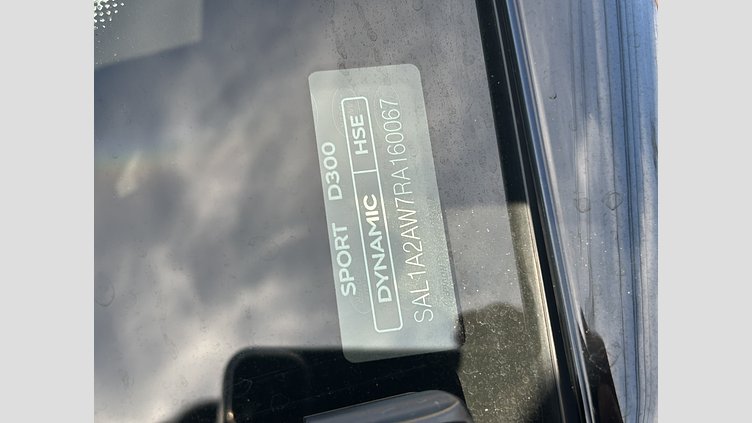 SPORT D300
DYNAMIC HSE
SAL1A2AW7RA160067